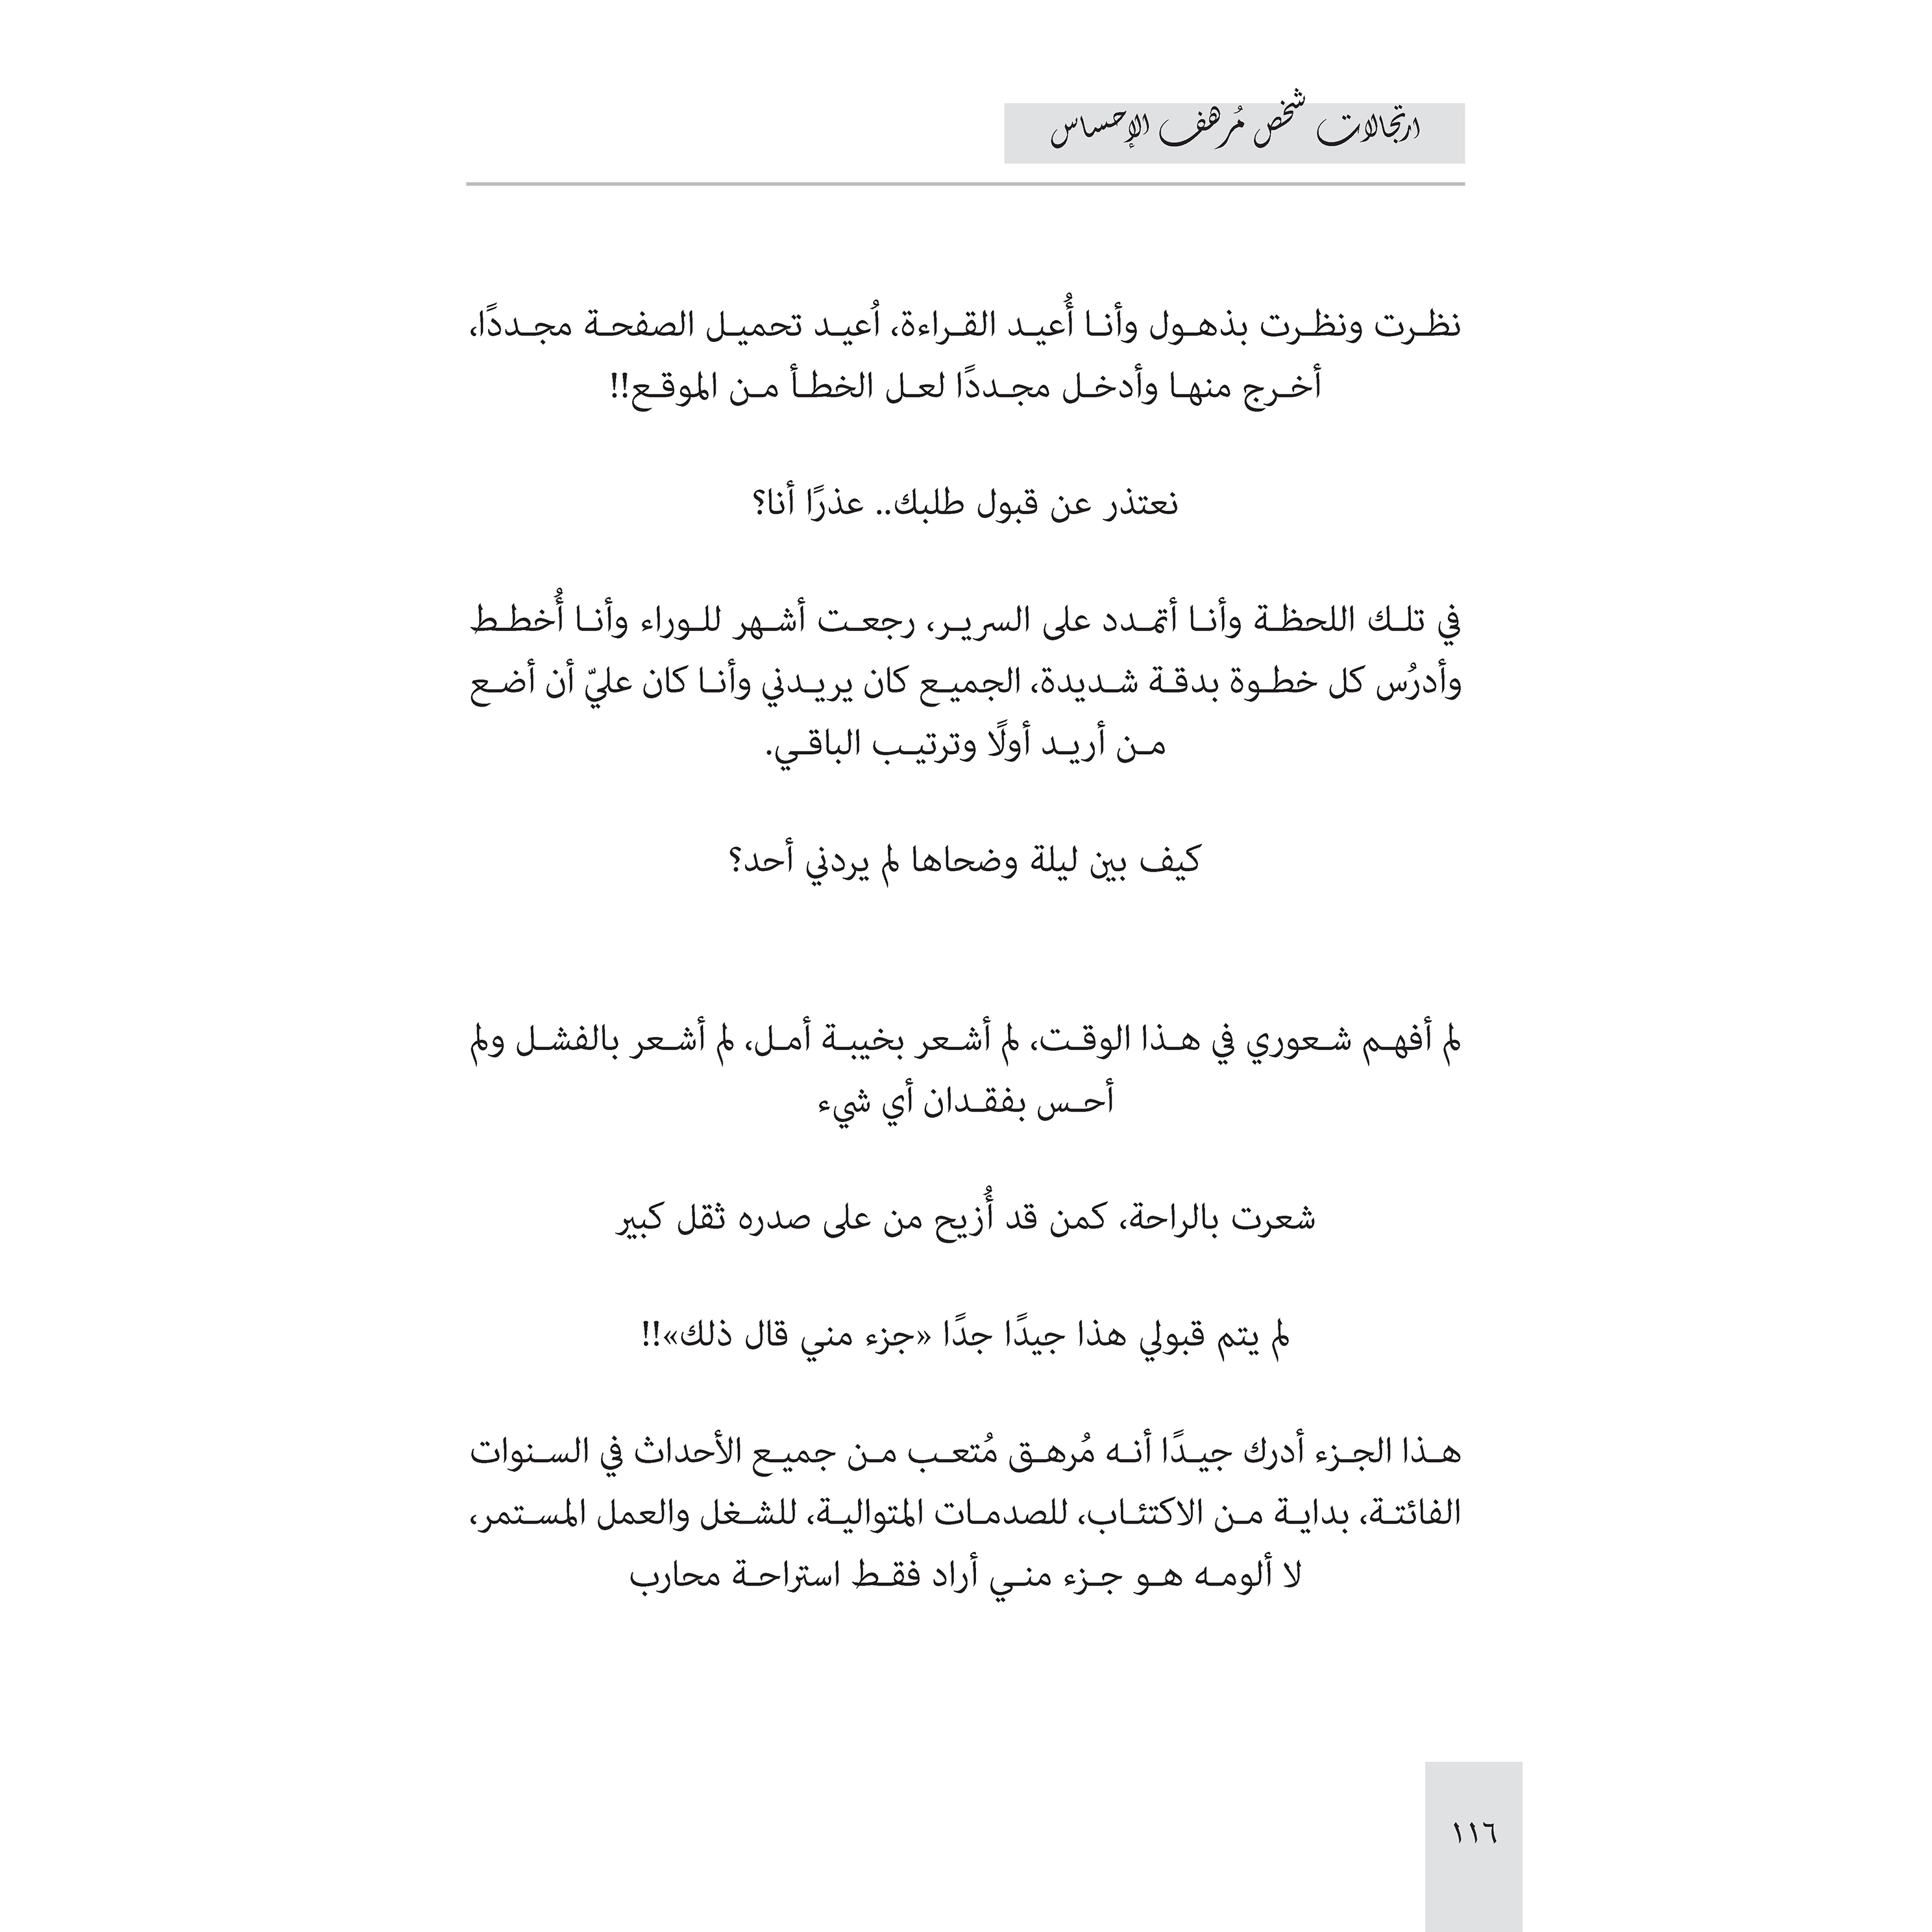 ارتجالات شخص مُرهف الإحساس
نظرت ونظرت بذهول وأنا أُعيد القراءة، اُعيد تحميل الصفحة مجددًا،
أخرج منها وأدخل مجددًا لعل الخطأ من الموقع!!
نعتذر عن قبول طلبك.. عذرًا أنا؟
في تلك اللحظة وأنا أتمدد على السرير، رجعت أشهر للوراء وأنا أُخطط
وأدرُس كل خطوة بدقة شديدة، الجميع كان يريدني وأنا كان عليّ أن أضع
من أريد أولًا وترتيب الباقي.
كيف بين ليلة وضحاها لم يردني أحد؟
لم أفهم شعوري في هذا الوقت، لم أشعر بخيبة أمل، لم أشعر بالفشل ولم
أحس بفقدان أي شيء
شعرت بالراحة، كمن قد أُزيح من على صدره ثقل كبير
لم يتم قبولي هذا جيدًا جدًا «جزء مني قال ذلك»!!
هذا الجزء أدرك جيدًا أنه مُرهق مُتعب من جميع الأحداث في السنوات
الفائتة، بداية من الاكتئاب، للصدمات المتوالية، للشغل والعمل المستمر،
لا ألومه هو جزء مني أراد فقط استراحة محارب
١١٦